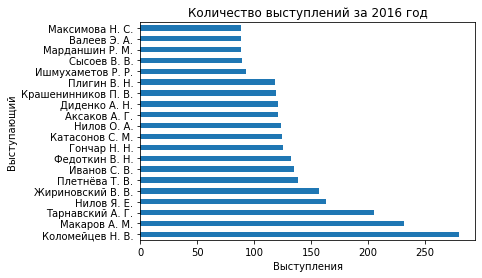 Количество выступлений за 2016 год
Максимова Н. С.
Валеев Э. А.
Марданшин Р. М.
Сысоев В. В.
Ишмухаметов Р. Р.
Плигин В. Н.
Крашенинников П. В.
Диденко А. Н.
Аксаков А. Г.
Нилов О. А.
Катасонов С. М.
Гончар Н. Н.
Федоткин В. Н.
Иванов С. В.
Плетнёва Т. В.
Жириновский В. В.
Нилов Я. Е.
Тарнавский А. Г.
Макаров А. М.
Коломейцев Н. В.
Выступающий
0 50 100 150 200 250
Выступления